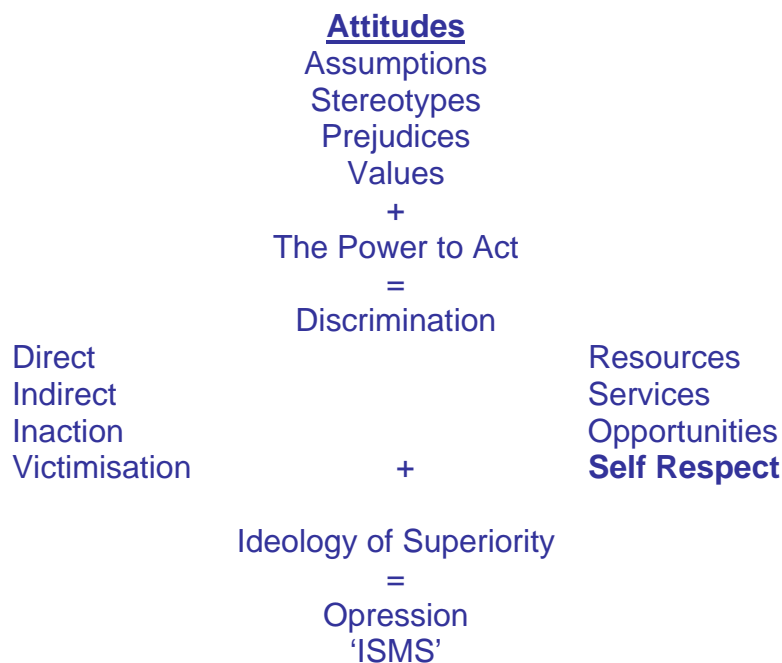 Attitudes
Assumptions
Stereotypes
Prejudices
Values
+
The Power to Act
=
Discrimination
Direct Resources
Indirect Services
Inaction Opportunities
Victimisation + Self Respect
Ideology of Superiority
=
Opression
‘ISMS’